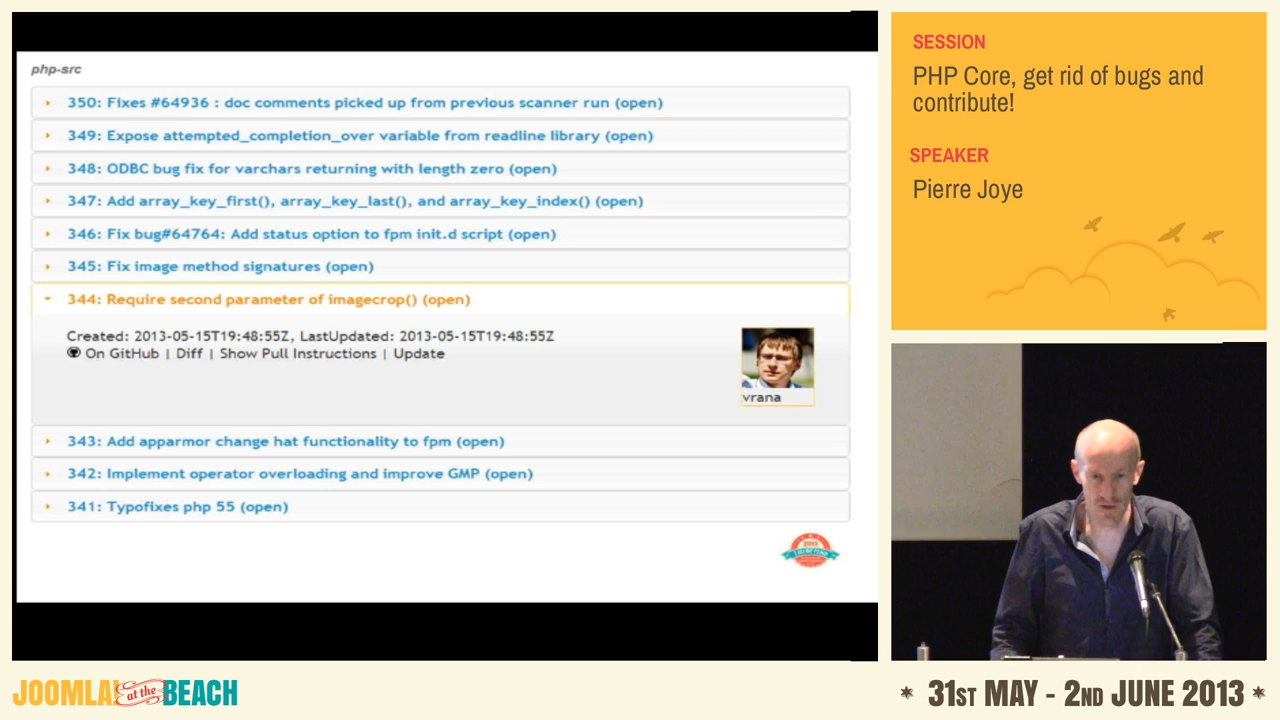 php-src
350: Fixes #64936 : doc comments picked up from previous scanner run (open)
349: Expose attempted_completion_over variable from readline library (open)
348: ODBC bug fix for varchars returning with length zero (open)
347: Add array_key_first(), array_key_last(), and array_key_index() (open)
346: Fix bug#64764: Add status option to fpm init.d script (open)
345: Fix image method signatures (open)
344: Require second parameter of imagecrop() (open)
Created: 2013-05-15T19:48:55Z, LastUpdated: 2013-05-15T19:48:55Z
On GitHub | Diff | Show Pull Instructions | Update
vrana
343: Add apparmor change hat functionality to fpm (open)
342: Implement operator overloading and improve GMP (open)
341: Typofixes php 55 (open)
SESSION
PHP Core, get rid of bugs and
contribute!
SPEAKER
Pierre Joye
JOOMLA! at the BEACH
31ST MAY - 2ND JUNE 2013